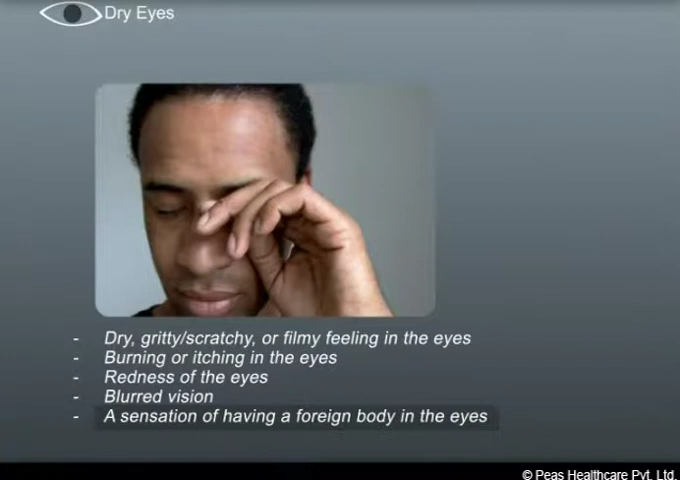 Dry Eyes
- Dry, gritty/scratchy, or filmy feeling in the eyes
- Burning or itching in the eyes
- Redness of the eyes
- Blurred vision
- A sensation of having a foreign body in the eyes
© Peas Healthcare Pvt. Ltd.